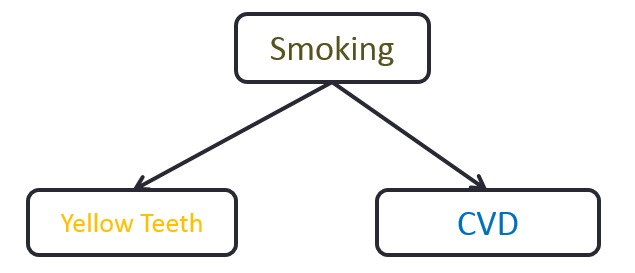 Smoking
Yellow Teeth
CVD